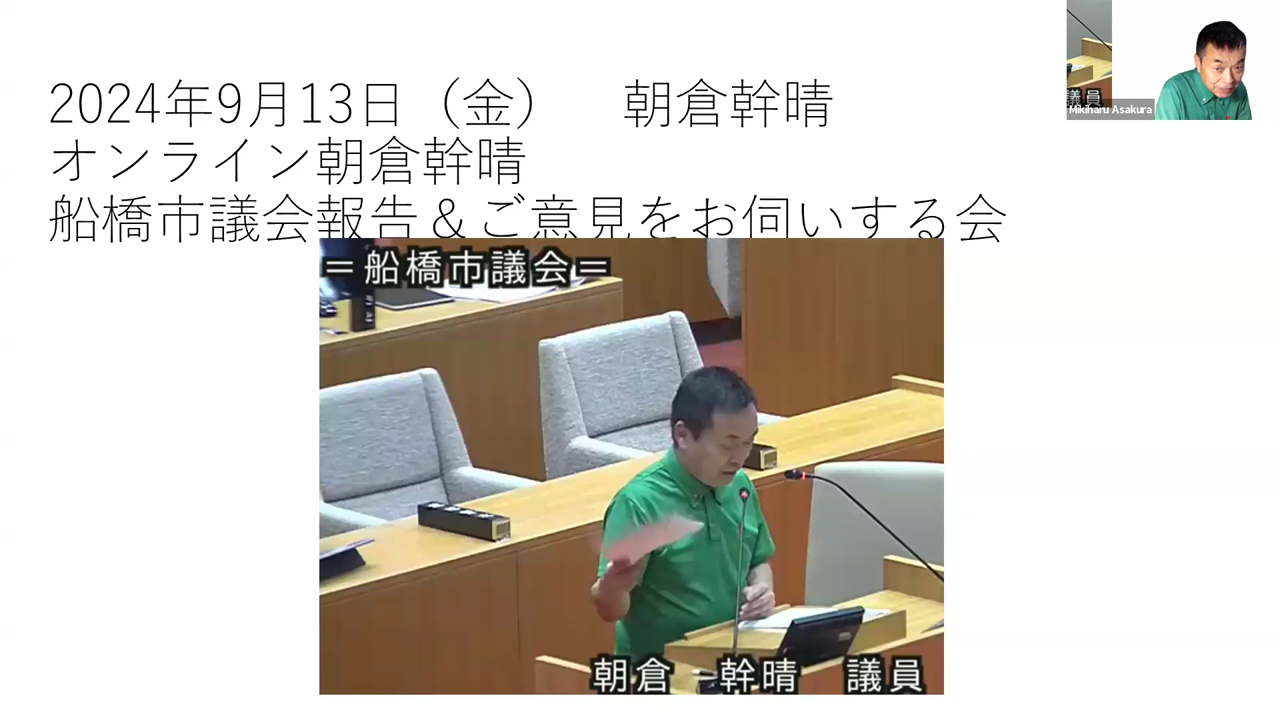 2024年9月13日（金）　朝倉幹晴
オンライン朝倉幹晴
船橋市議会報告＆ご意見をお伺いする会
議員
Mikiharu Asakura
＝船橋市議会＝
朝倉　幹晴　議員